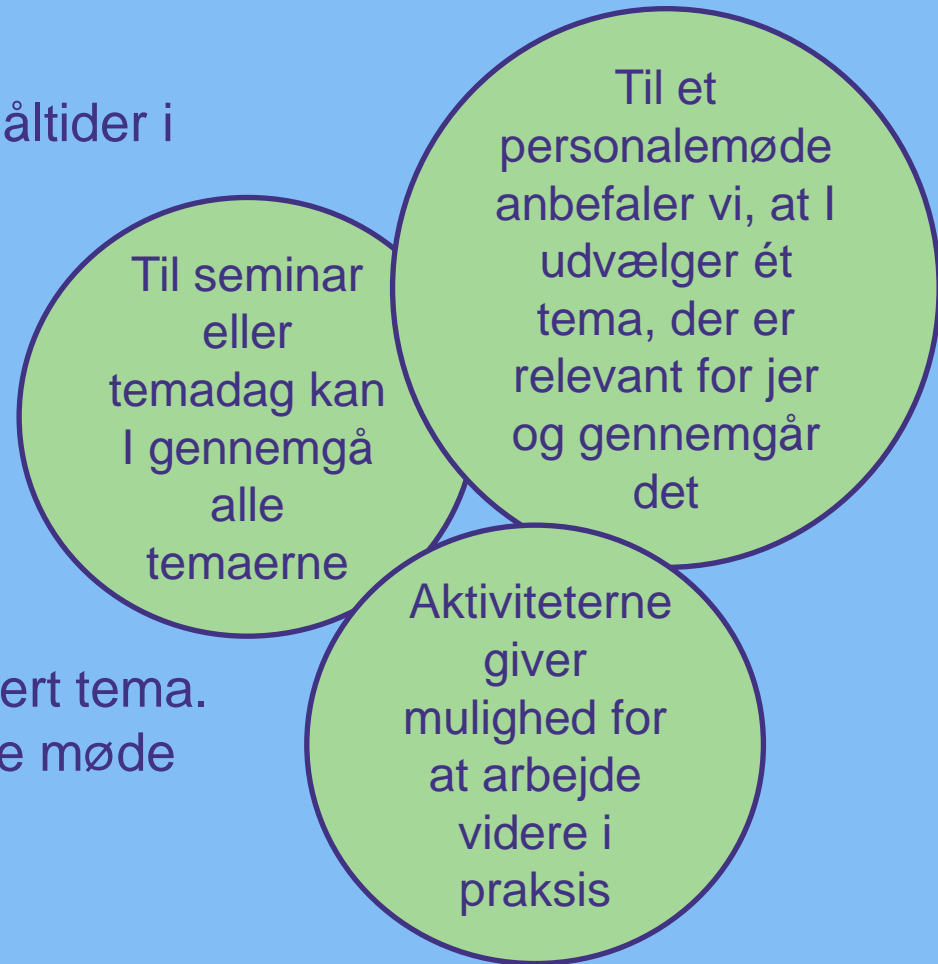 åltider i
Til seminar
eller
temadag kan
I gennemgå
alle
temaerne
Til et
personalemøde
anbefaler vi, at I
udvælger ét
tema, der er
relevant for jer
og gennemgår
det
ert tema.
e møde
Aktiviteterne
giver
mulighed for
at arbejde
videre i
praksis